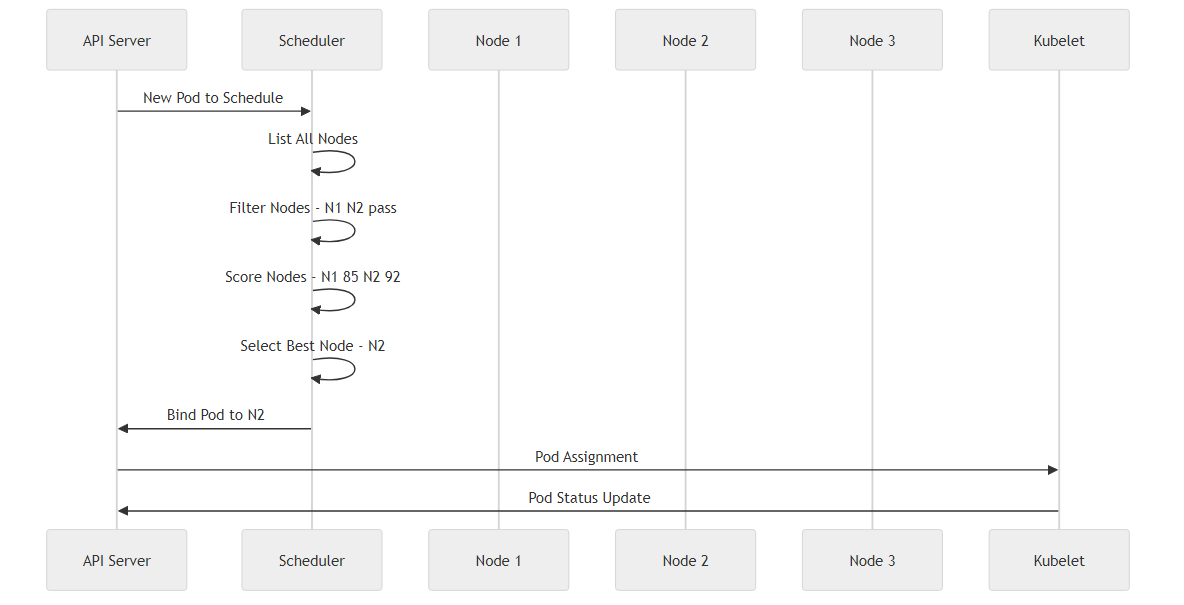 API Server
Scheduler
Node 1
Node 2
Node 3
Kubelet
New Pod to Schedule
List All Nodes
Filter Nodes - N1 N2 pass
Score Nodes - N1 85 N2 92
Select Best Node - N2
Bind Pod to N2
Pod Assignment
Pod Status Update
API Server
Scheduler
Node 1
Node 2
Node 3
Kubelet